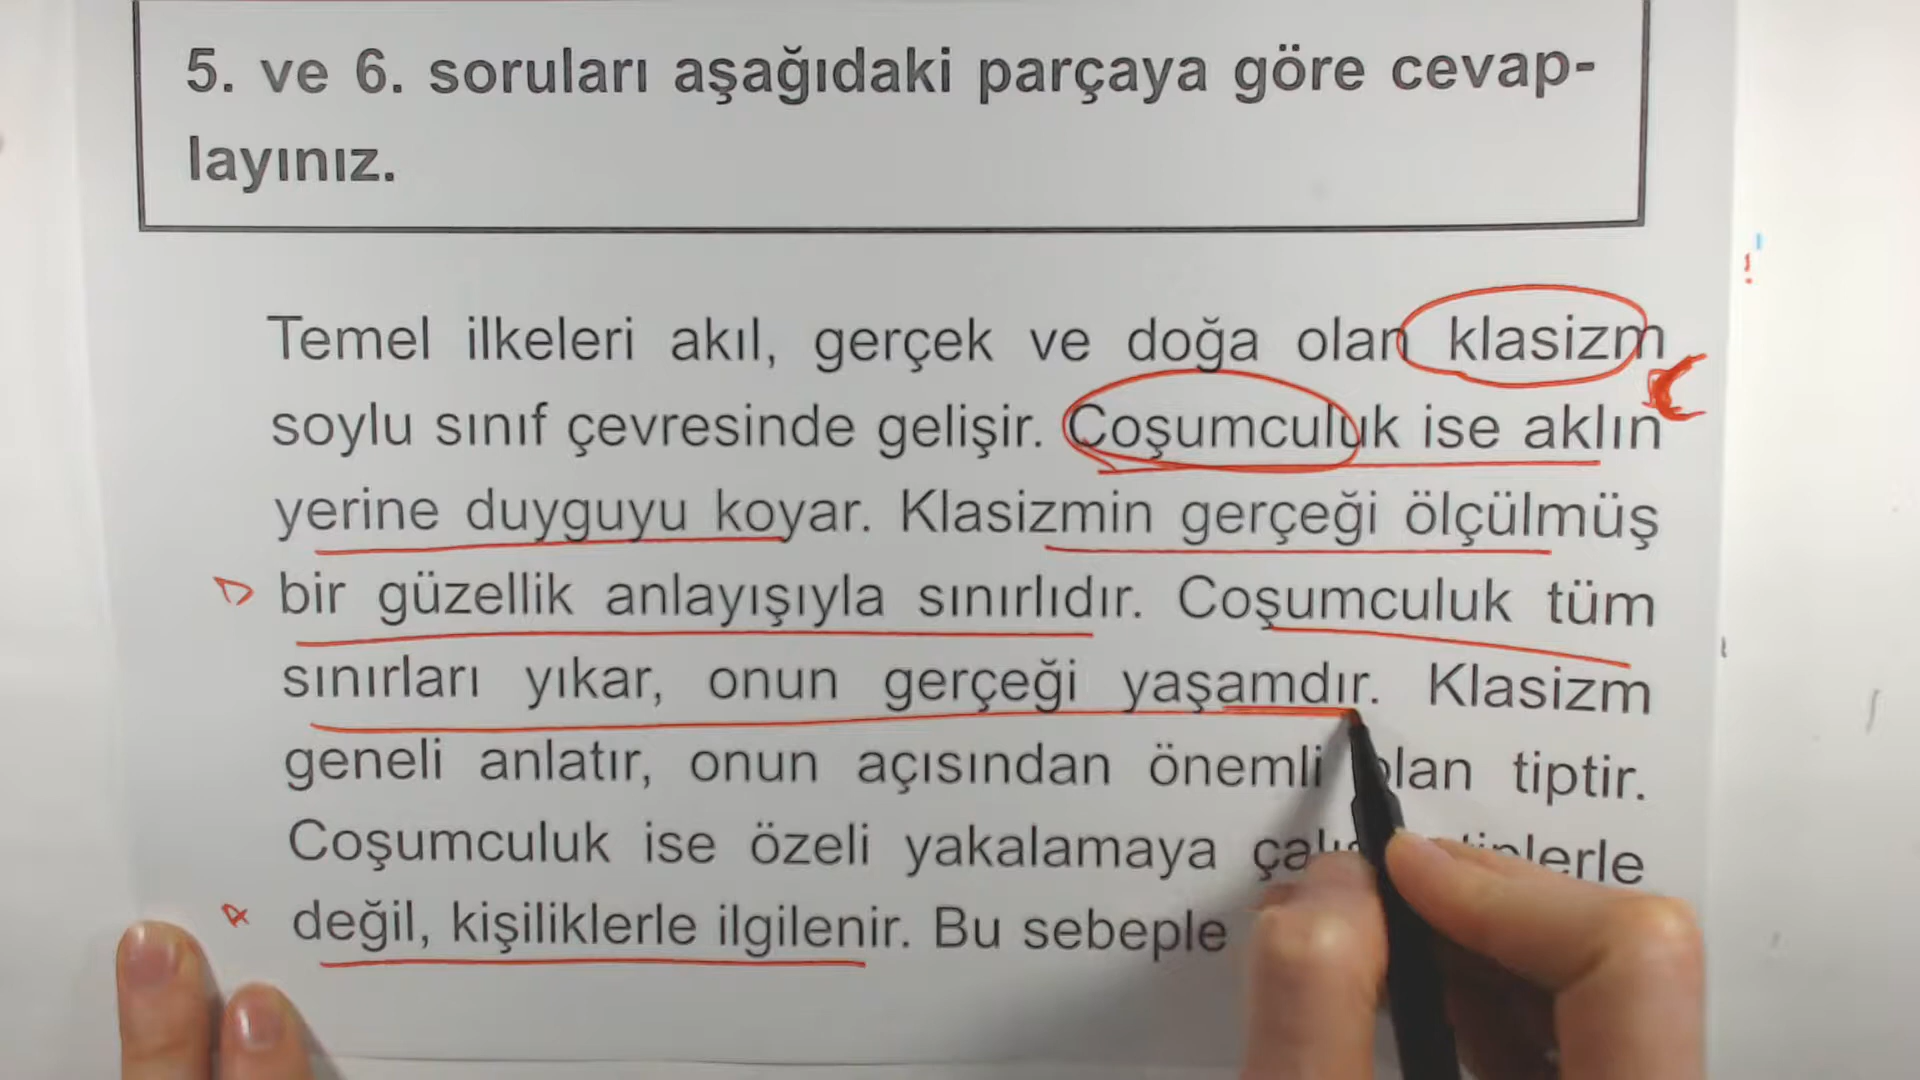 5. ve 6. soruları aşağıdaki parçaya göre cevap-
layınız.
Temel ilkeleri akıl, gerçek ve doğa olan klasizm
soylu sınıf çevresinde gelişir. Coşumculuk ise aklın
yerine duyguyu koyar. Klasizmin gerçeği ölçülmüş
bir güzellik anlayışıyla sınırlıdır. Coşumculuk tüm
sınırları yıkar, onun gerçeği yaşamdır. Klasizm
geneli anlatır, onun açısından önemli olan tiptir.
Coşumculuk ise özeli yakalamaya
değil, kişiliklerle ilgilenir. Bu sebeple